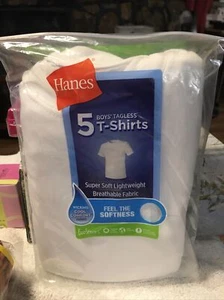 Hanes
5 BOYS' TAGLESS
T-Shirts
Super Soft Lightweight
Breathable Fabric
FEEL THE
SOFTNESS